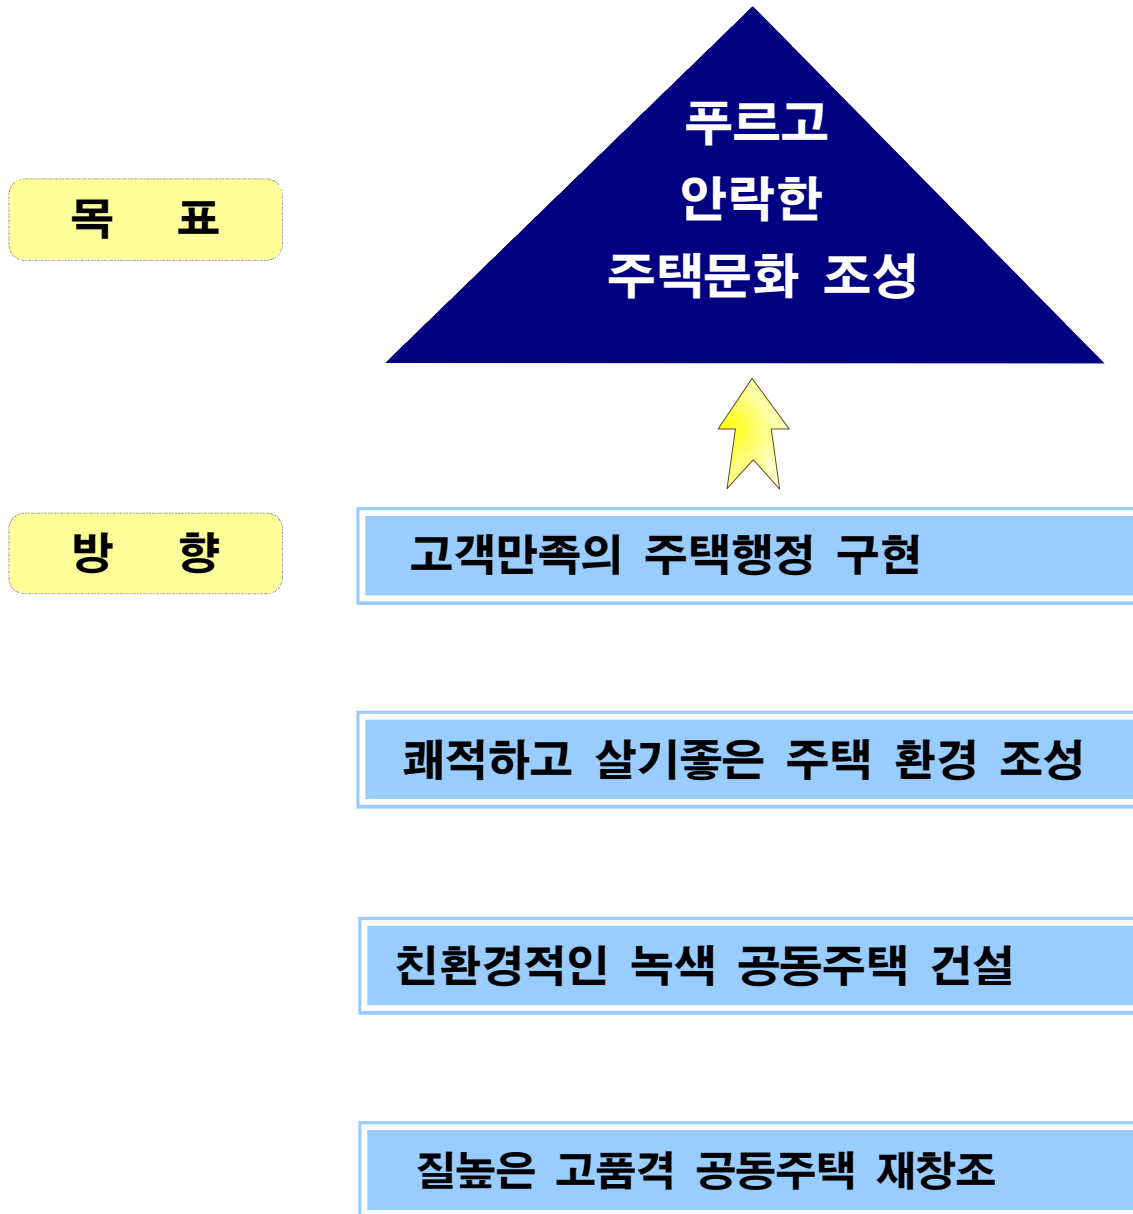 푸르고
안락한
목 표
주택문화 조성
방 향
고객만족의 주택행정 구현
쾌적하고 살기좋은 주택 환경 조성
친환경적인 녹색 공동주택 건설
질높은 고품격 공동주택 재창조